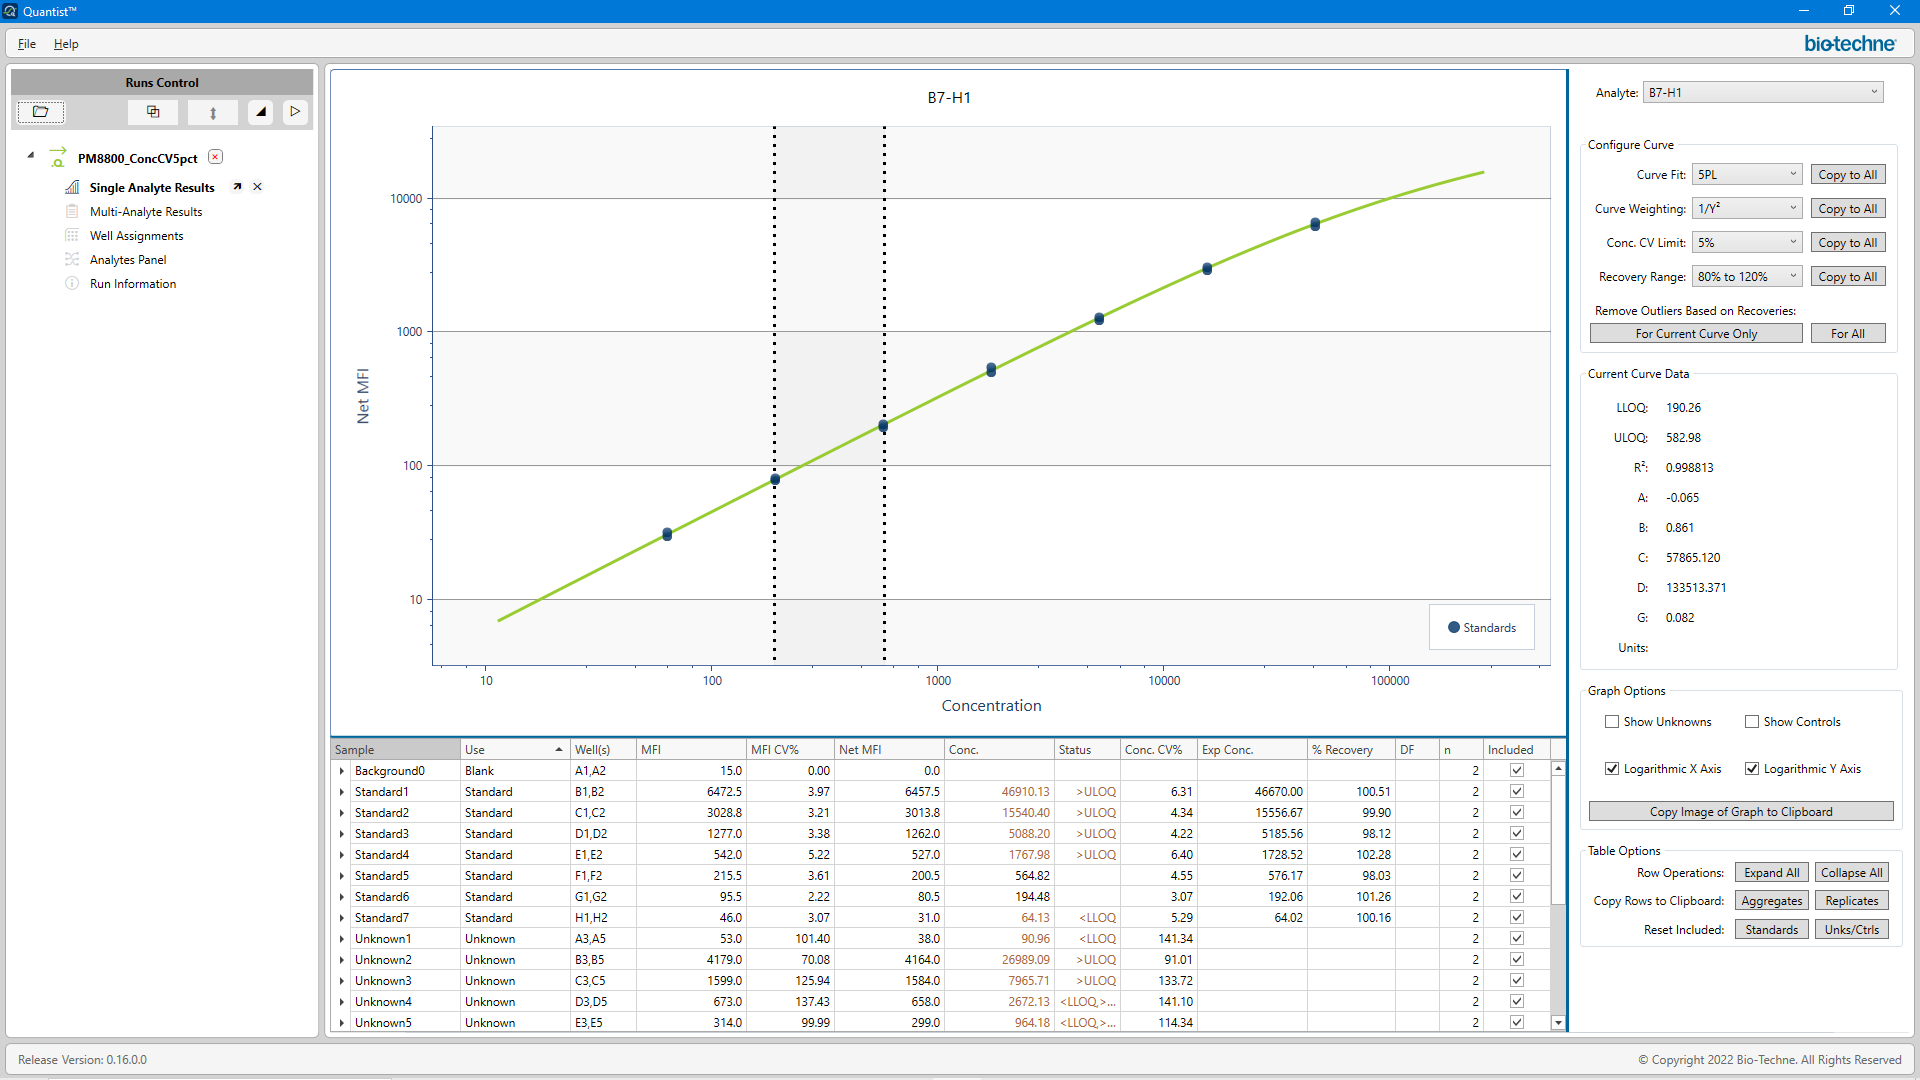 Quantist™
File Help
bio-techne
Runs Control
PM8800_ConcCV5pct
Single Analyte Results
Multi-Analyte Results
Well Assignments
Analytes Panel
Run Information
B7-H1
Net MFI
10000
1000
100
10
10 100 1000 10000 100000
Concentration
Standards
Analyte: B7-H1
Configure Curve
Curve Fit: 5PL Copy to All
Curve Weighting: 1/Y² Copy to All
Conc. CV Limit: 5% Copy to All
Recovery Range: 80% to 120% Copy to All
Remove Outliers Based on Recoveries:
For Current Curve Only For All
Current Curve Data
LLOQ: 190.26
ULOQ: 582.98
R²: 0.998813
A: -0.065
B: 0.861
C: 57865.120
D: 133513.371
G: 0.082
Units:
Graph Options
Show Unknowns Show Controls
Logarithmic X Axis Logarithmic Y Axis
Copy Image of Graph to Clipboard
Table Options
Row Operations: Expand All Collapse All
Copy Rows to Clipboard: Aggregates Replicates
Reset Included: Standards Unks/Ctrls
Sample Use Well(s) MFI MFI CV% Net MFI Conc. Status Conc. CV% Exp Conc. % Recovery DF n Included
Background0 Blank A1,A2 15.0 0.00 0.0 2
Standard1 Standard B1,B2 6472.5 3.97 6457.5 46910.13 >ULOQ 6.31 46670.00 100.51 2
Standard2 Standard C1,C2 3028.8 3.21 3013.8 15540.40 >ULOQ 4.34 15556.67 99.90 2
Standard3 Standard D1,D2 1277.0 3.38 1262.0 5088.20 >ULOQ 4.22 5185.56 98.12 2
Standard4 Standard E1,E2 542.0 5.22 527.0 1767.98 >ULOQ 6.40 1728.52 102.28 2
Standard5 Standard F1,F2 215.5 3.61 200.5 564.82 4.55 576.17 98.03 2
Standard6 Standard G1,G2 95.5 2.22 80.5 194.48 3.07 192.06 101.26 2
Standard7 Standard H1,H2 46.0 3.07 31.0 64.13 <LLOQ 5.29 64.02 100.16 2
Unknown1 Unknown A3,A5 53.0 101.40 38.0 90.96 <LLOQ 141.34 2
Unknown2 Unknown B3,B5 4179.0 70.08 4164.0 26989.09 >ULOQ 91.01 2
Unknown3 Unknown C3,C5 1599.0 125.94 1584.0 7965.71 >ULOQ 133.72 2
Unknown4 Unknown D3,D5 673.0 137.43 658.0 2672.13 <LLOQ,>... 141.10 2
Unknown5 Unknown E3,E5 314.0 99.99 299.0 964.18 <LLOQ,>... 114.34 2
Release Version: 0.16.0.0
© Copyright 2022 Bio-Techne. All Rights Reserved